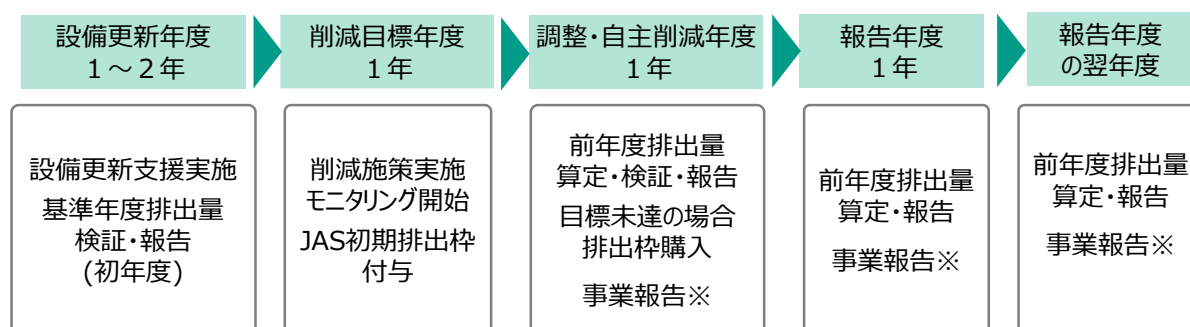 設備更新年度
1～2年
削減目標年度
1年
調整・自主削減年度
1年
報告年度
1年
報告年度
の翌年度
設備更新支援実施
基準年度排出量
検証・報告
(初年度)
削減施策実施
モニタリング開始
JAS初期排出枠
付与
前年度排出量
算定・検証・報告
目標未達の場合
排出枠購入
事業報告※
前年度排出量
算定・報告
事業報告※
前年度排出量
算定・報告
事業報告※